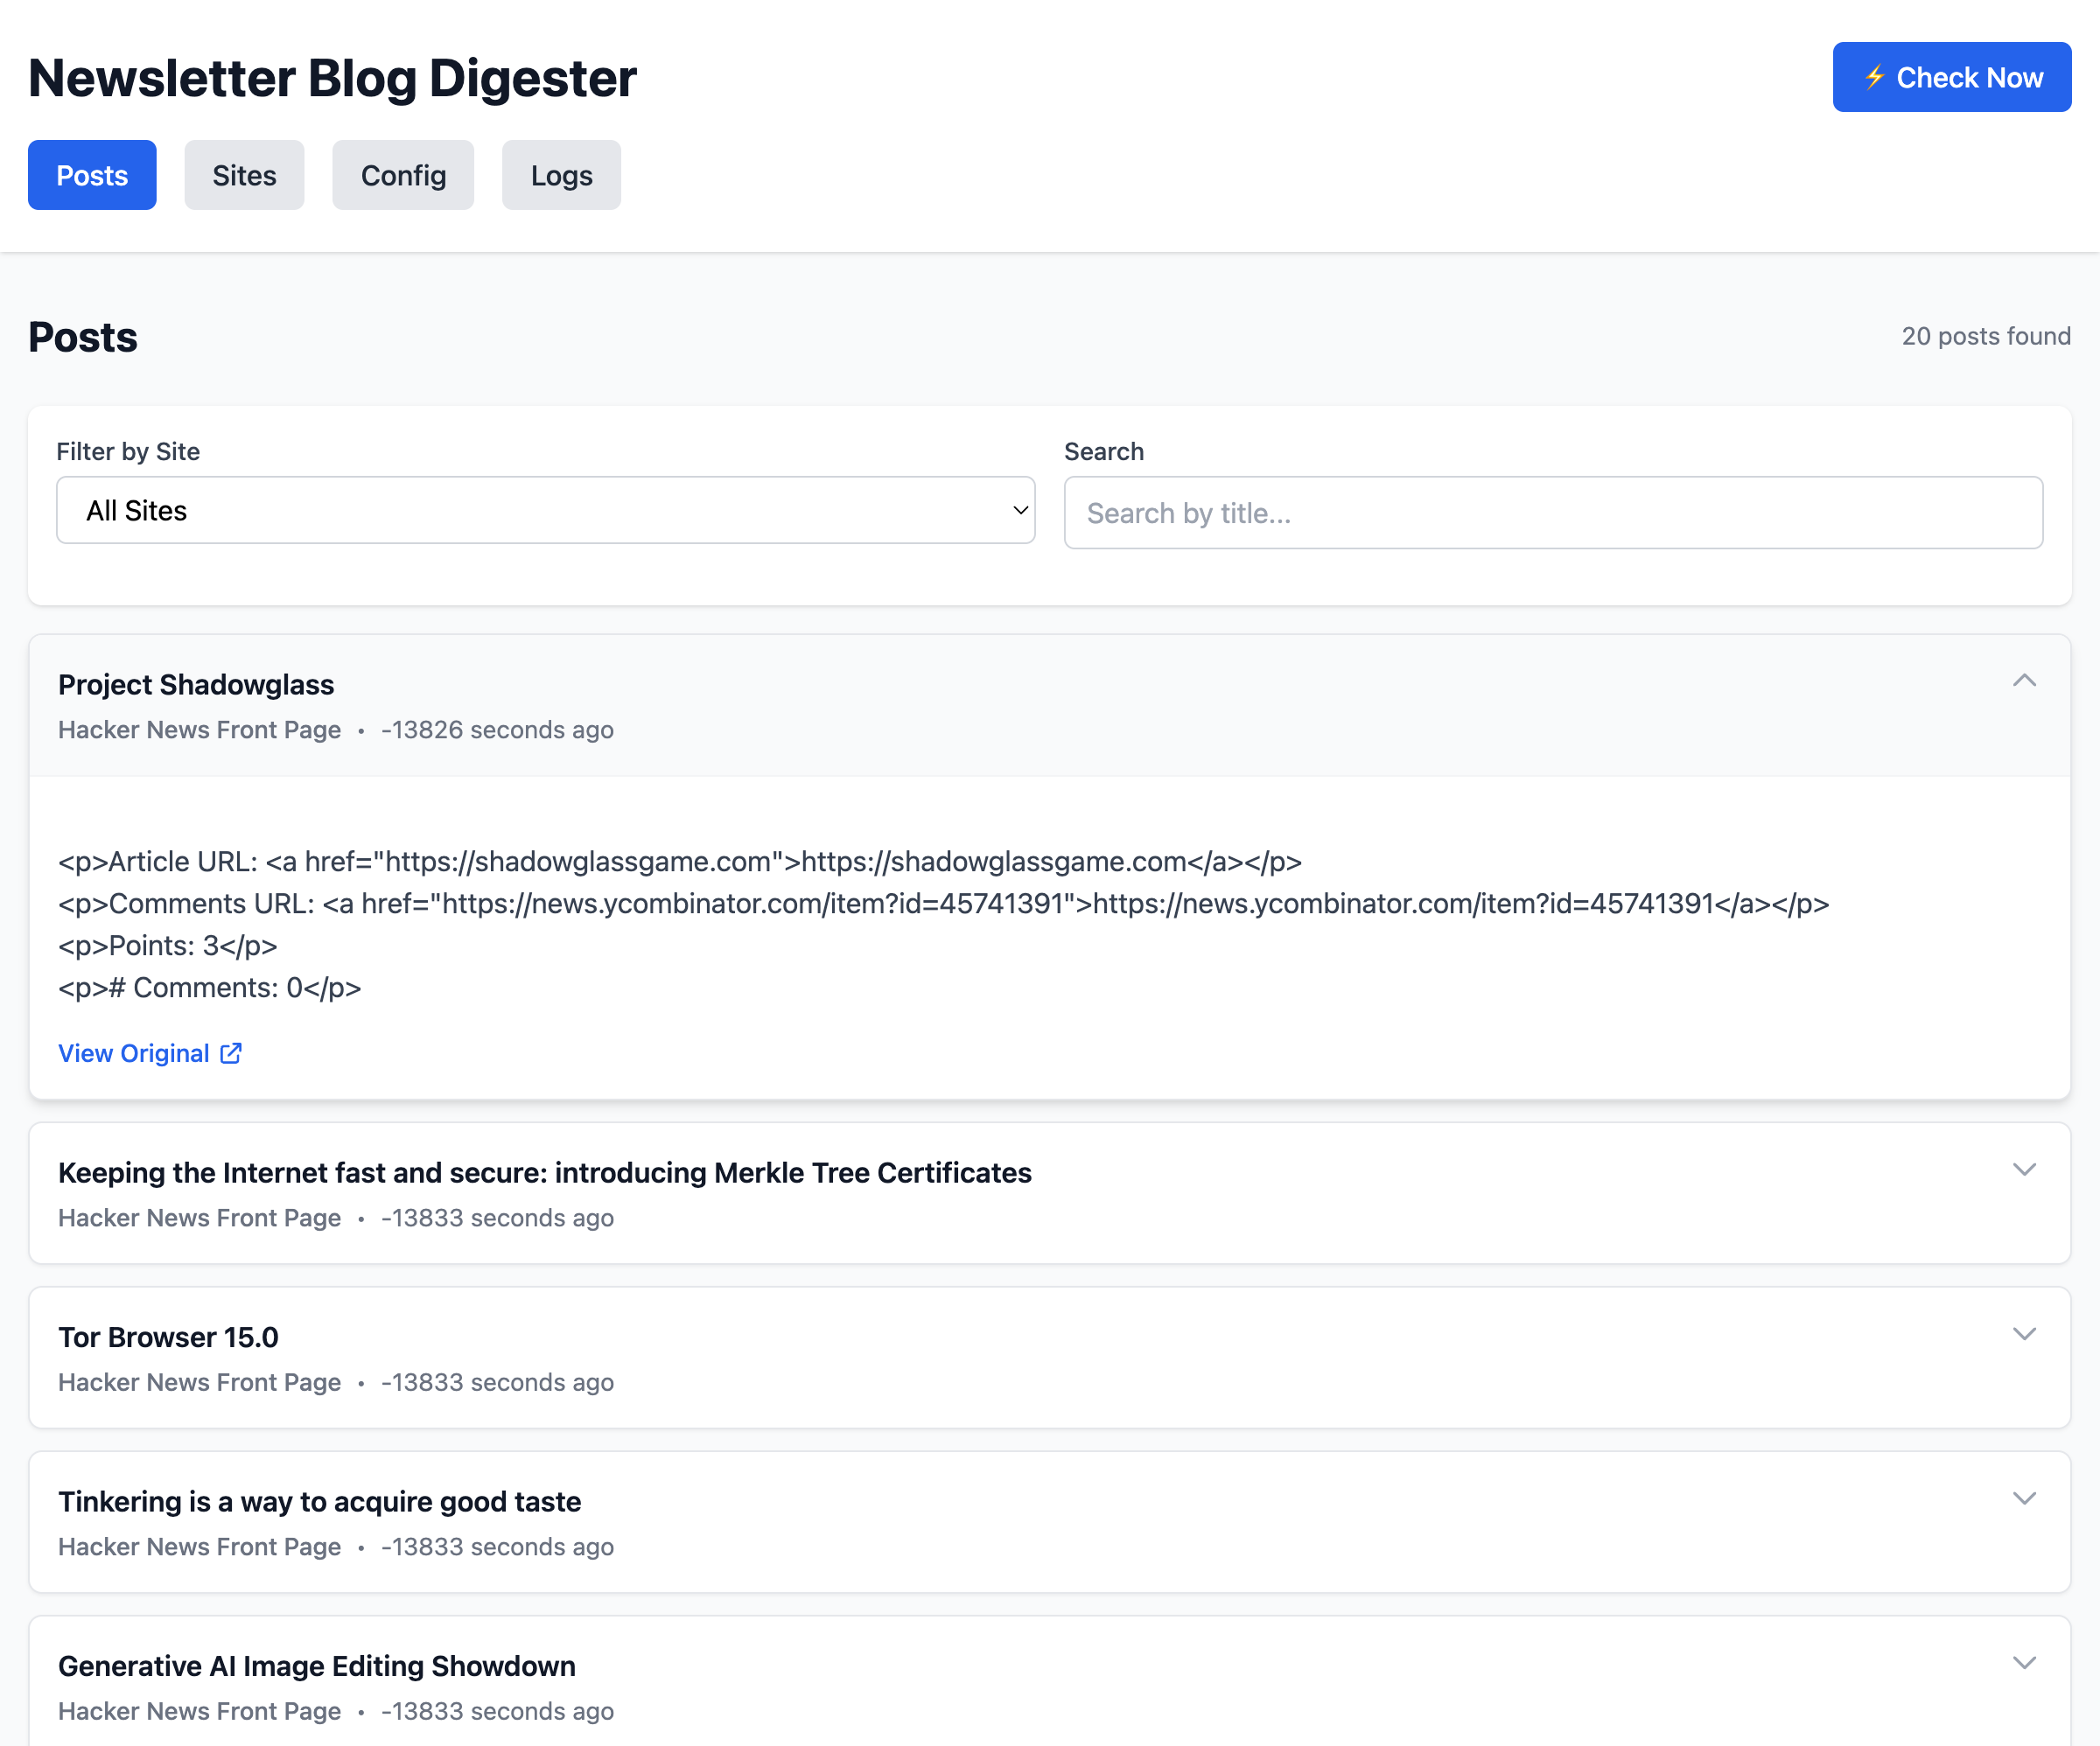 Newsletter Blog Digester
⚡ Check Now
Posts
Sites
Config
Logs
Posts
20 posts found
Filter by Site
Search
All Sites
Search by title...
Project Shadowglass
Hacker News Front Page • -13826 seconds ago
<p>Article URL: <a href="https://shadowglassgame.com">https://shadowglassgame.com</a></p>
<p>Comments URL: <a href="https://news.ycombinator.com/item?id=45741391">https://news.ycombinator.com/item?id=45741391</a></p>
<p>Points: 3</p>
<p># Comments: 0</p>
View Original
Keeping the Internet fast and secure: introducing Merkle Tree Certificates
Hacker News Front Page • -13833 seconds ago
Tor Browser 15.0
Hacker News Front Page • -13833 seconds ago
Tinkering is a way to acquire good taste
Hacker News Front Page • -13833 seconds ago
Generative AI Image Editing Showdown
Hacker News Front Page • -13833 seconds ago